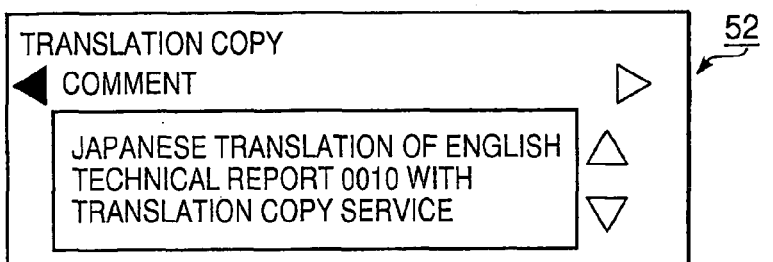 TRANSLATION COPY
52
COMMENT
JAPANESE TRANSLATION OF ENGLISH
TECHNICAL REPORT 0010 WITH
TRANSLATION COPY SERVICE